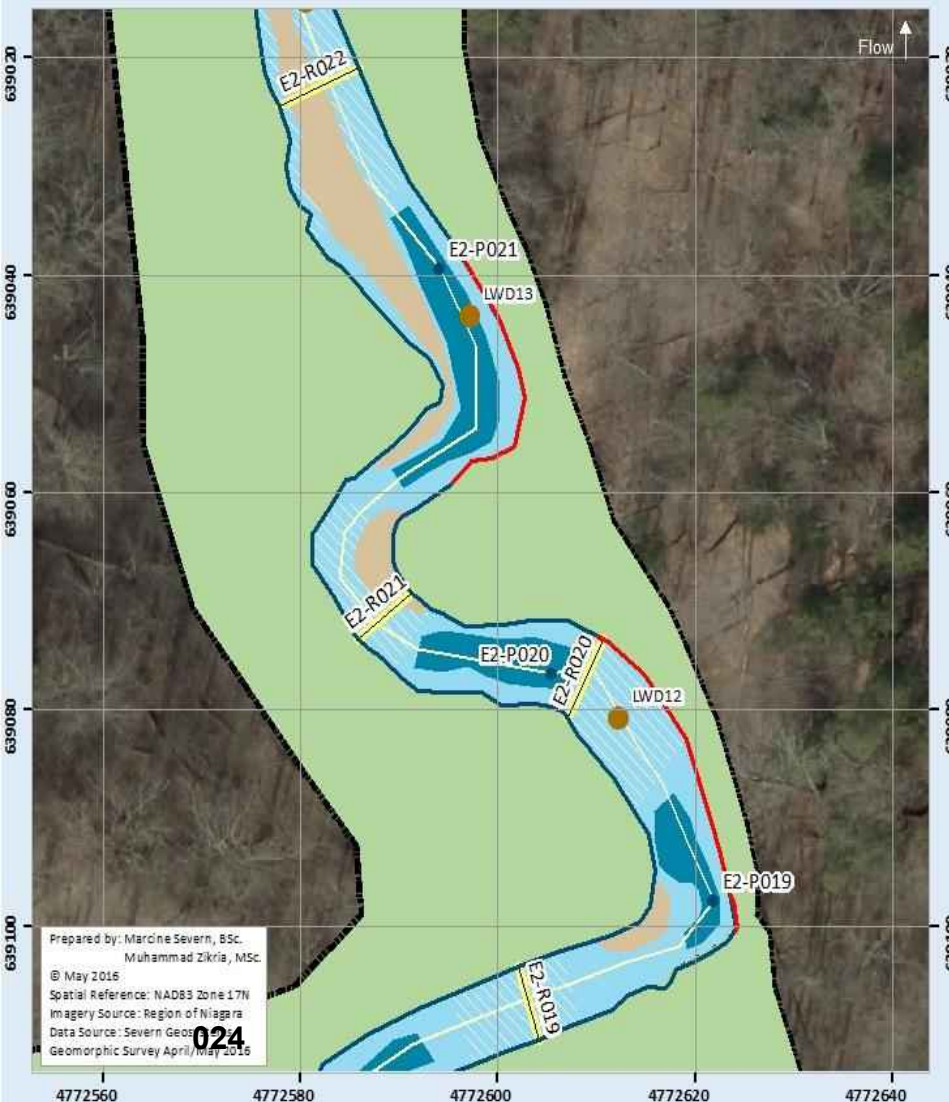 Flow
639020
E2-R022
E2-P021
LWD13
639040
639060
E2-R021
E2-P020
E2-R020
LWD12
639080
E2-P019
639100
E2-R019
Prepared by: Marcine Severn, BSc.
Muhammad Zikria, MSc.
© May 2016
Spatial Reference: NAD83 Zone 17N
Imagery Source: Region of Niagara
Data Source: Severn
Geomorphic Survey April/May 2016
024
4772560
4772580
4772600
4772620
4772640